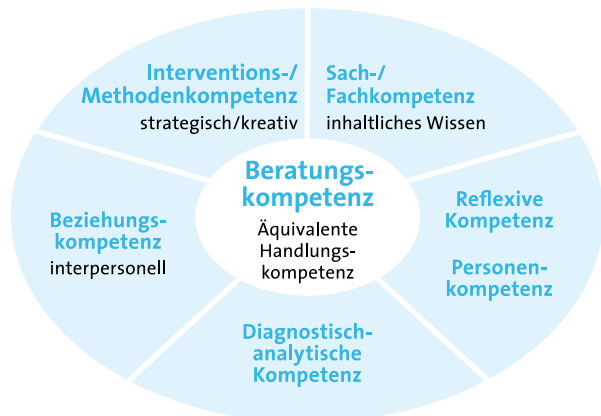 Interventions-/
Methodenkompetenz
strategisch/kreativ
Sach-/
Fachkompetenz
inhaltliches Wissen
Beratungs-
kompetenz
Äquivalente
Handlungs-
kompetenz
Beziehungs-
kompetenz
interpersonell
Reflexive
Kompetenz
Personen-
kompetenz
Diagnostisch-
analytische
Kompetenz